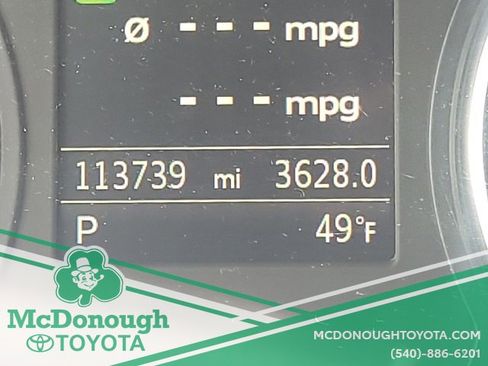 Ø --- mpg
--- mpg
113739 mi 3628.0
P 49°F
McDonough
TOYOTA
MCDONOUGHTOYOTA.COM
(540)-886-6201